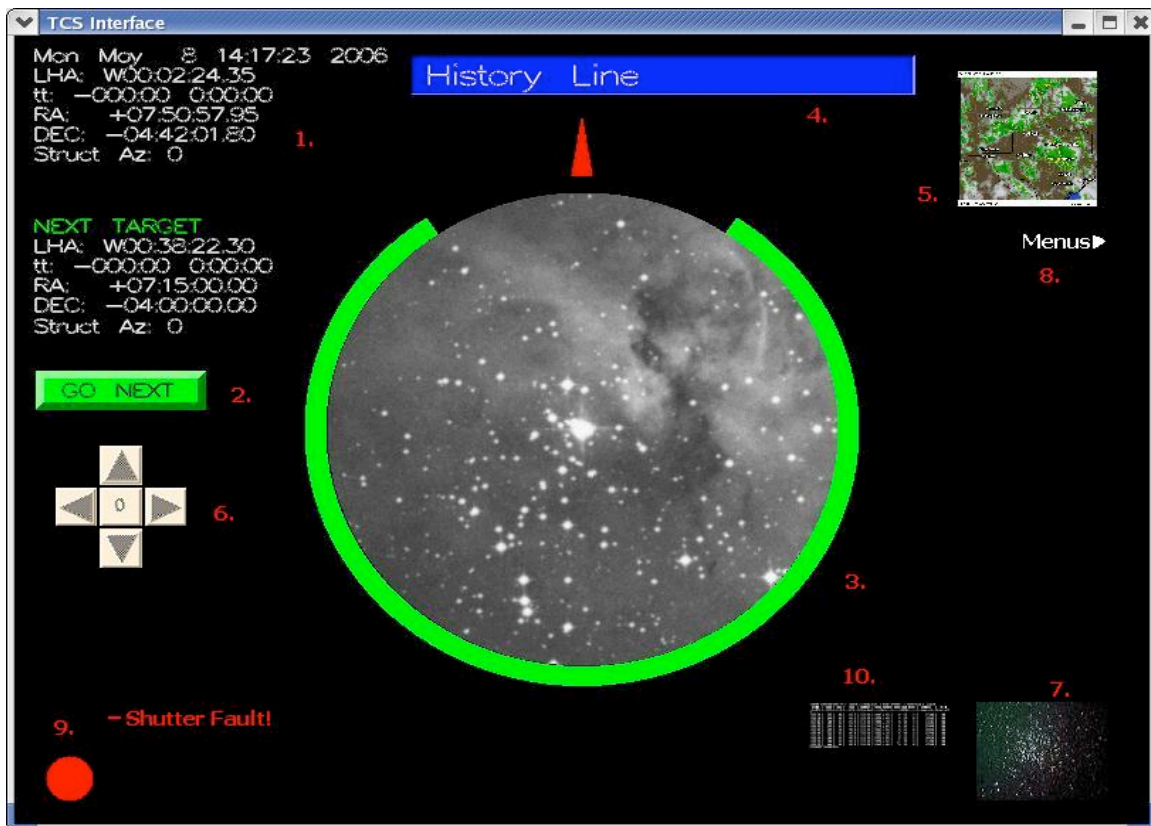 TCS Interface
Mon May 8 14:17:23 2006
LHA: W00:02:24.35
tt: -000:00 0:00:00
RA: +07:50:57.95
DEC: -04:42:01.80
Struct Az: 0
1.
History Line
4.
5.
NEXT TARGET
LHA: W00:38:22.30
tt: -000:00 0:00:00
RA: +07:15:00.00
DEC: -04:00:00.00
Struct Az: 0
Menus
8.
GO NEXT
2.
0
6.
3.
10.
7.
9.
- Shutter Fault!